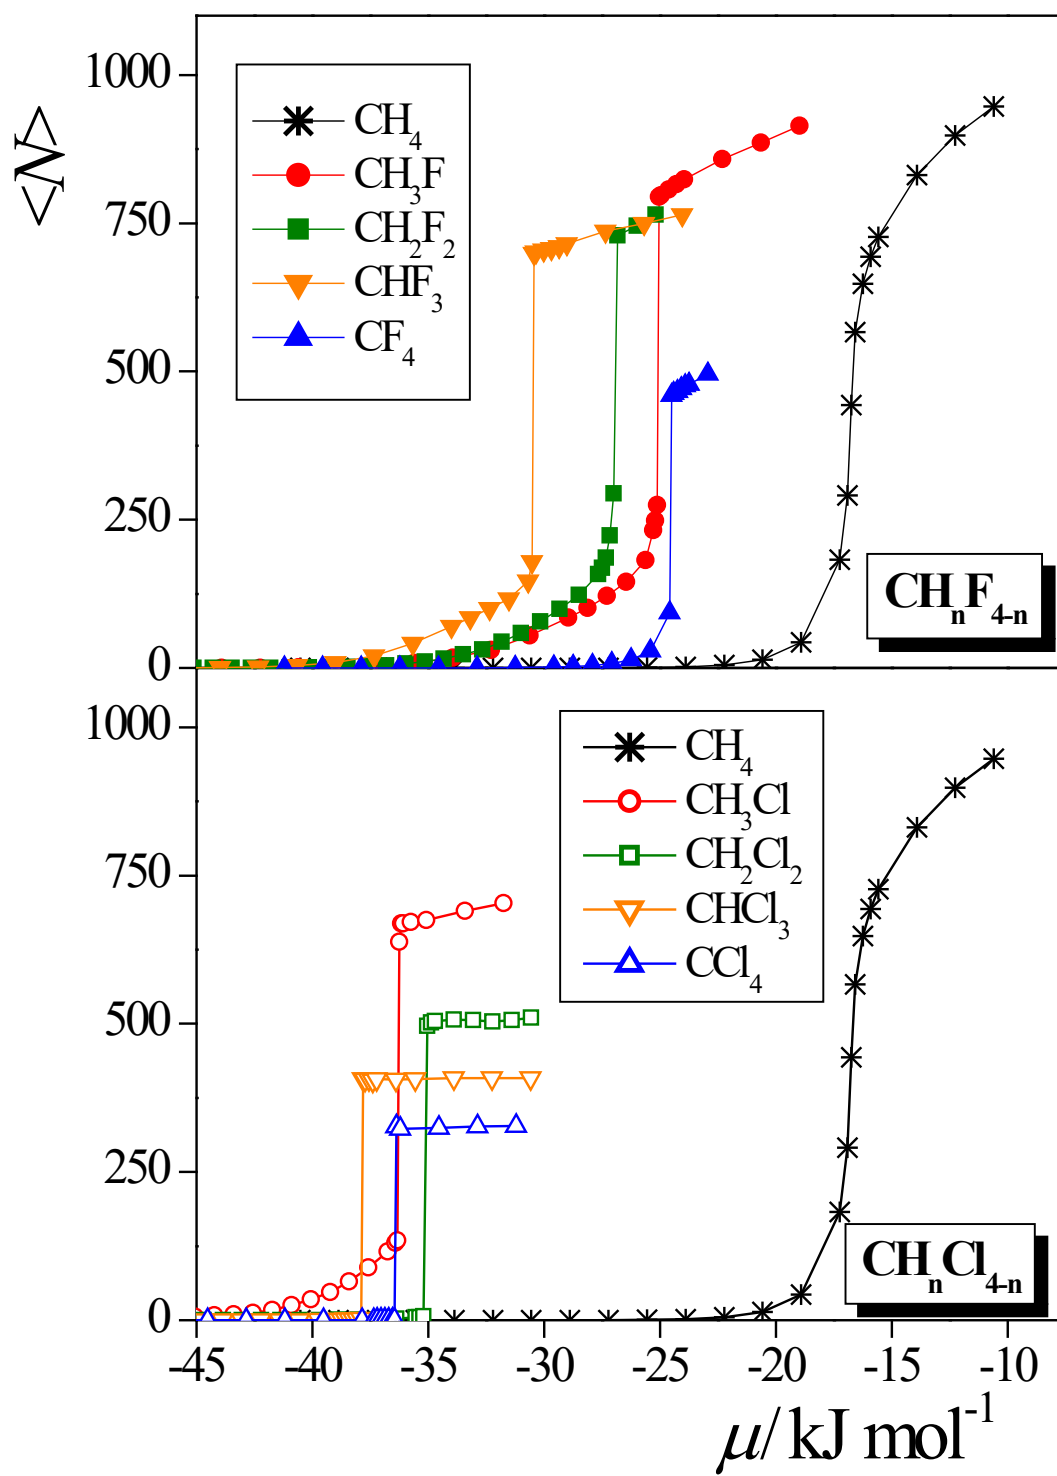 1000
750
500
250
0
<N>
CH₄
CH₃F
CH₂F₂
CHF₃
CF₄
CHₙF₄₋ₙ
1000
750
500
250
0
CH₄
CH₃Cl
CH₂Cl₂
CHCl₃
CCl₄
CHₙCl₄₋ₙ
-45 -40 -35 -30 -25 -20 -15 -10
μ/ kJ mol⁻¹